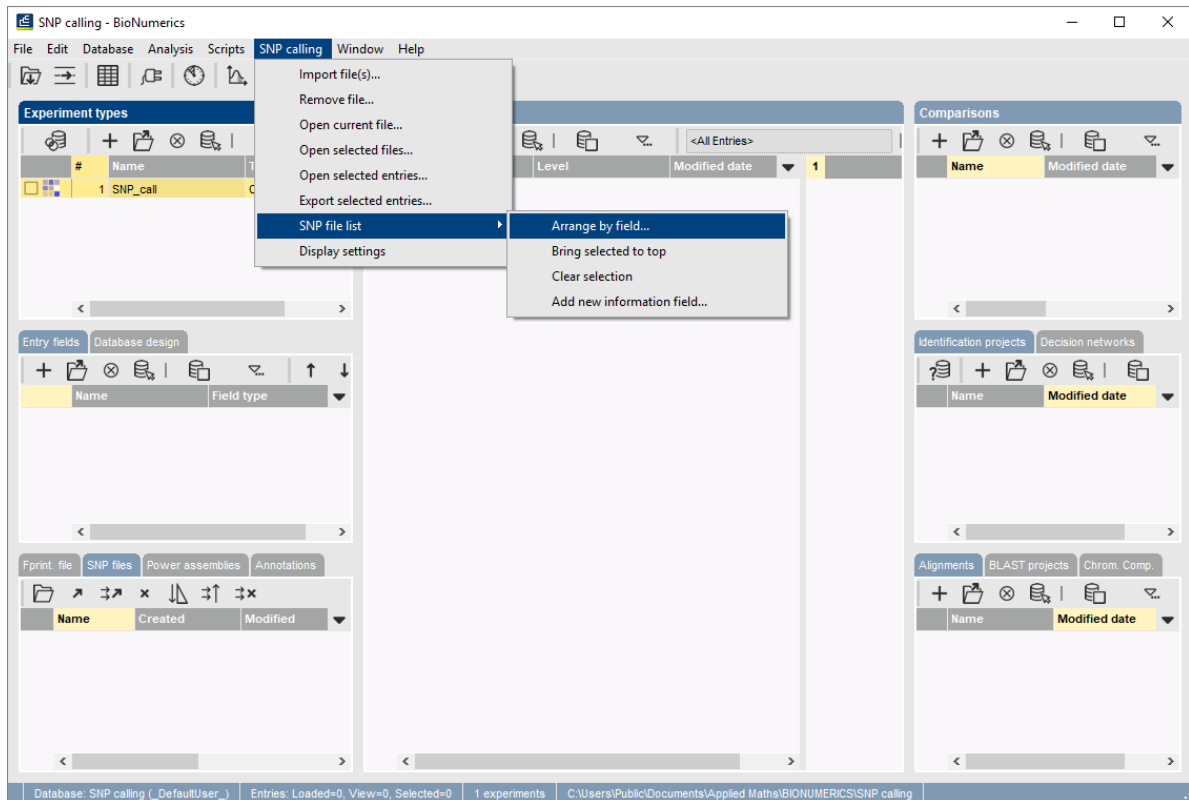 SNP calling - BioNumerics
File Edit Database Analysis Scripts SNP calling Window Help
Import file(s)...
Remove file...
Open current file...
Open selected files...
Open selected entries...
Export selected entries...
SNP file list
Display settings
Arrange by field...
Bring selected to top
Clear selection
Add new information field...
Experiment types
# Name
1 SNP_call
<All Entries>
Level Modified date 1
Comparisons
Name Modified date
Entry fields Database design
Name Field type
Identification projects Decision networks
Name Modified date
Fprint. file SNP files Power assemblies Annotations
Name Created Modified
Alignments BLAST projects Chrom. Comp.
Name Modified date
Database: SNP calling (_DefaultUser_) Entries: Loaded=0, View=0, Selected=0 1 experiments C:\Users\Public\Documents\Applied Maths\BIONUMERICS\SNP calling